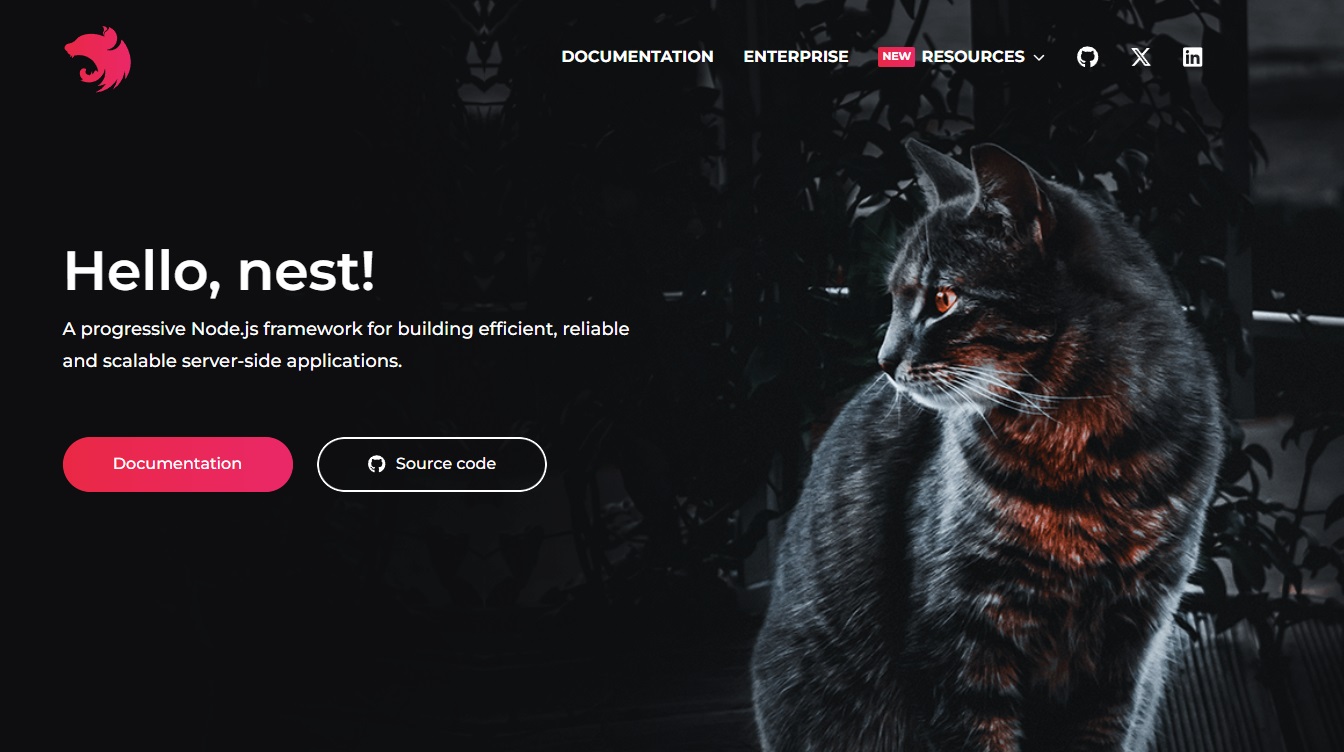 DOCUMENTATION ENTERPRISE NEW RESOURCES
Hello, nest!
A progressive Node.js framework for building efficient, reliable
and scalable server-side applications.
Documentation Source code